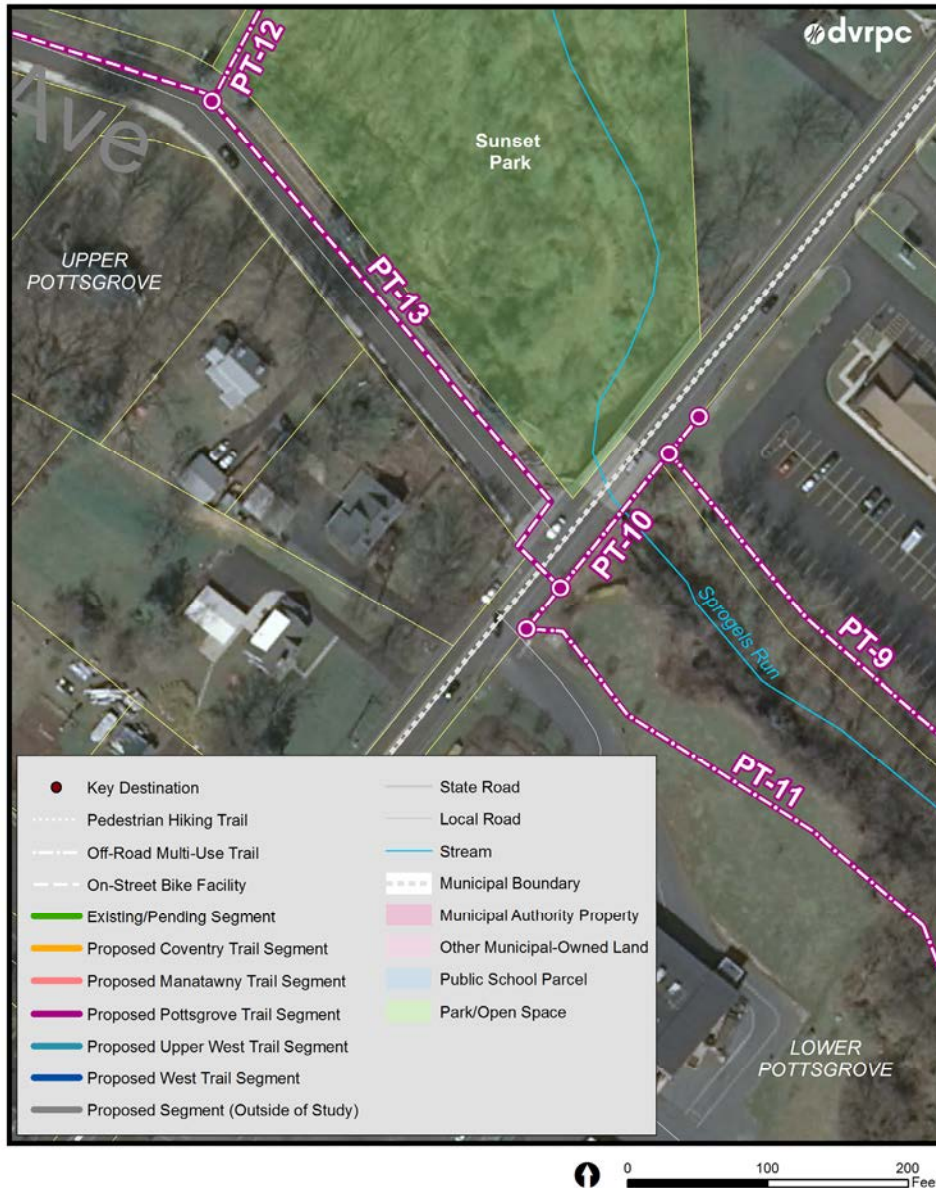 dvrpc
PT-12
Ave
Sunset
Park
UPPER
POTTSGROVE
PT-13
PT-10
Sprogels Run
PT-9
PT-11
LOWER
POTTSGROVE
Key Destination
Pedestrian Hiking Trail
Off-Road Multi-Use Trail
On-Street Bike Facility
Existing/Pending Segment
Proposed Coventry Trail Segment
Proposed Manatawny Trail Segment
Proposed Pottsgrove Trail Segment
Proposed Upper West Trail Segment
Proposed West Trail Segment
Proposed Segment (Outside of Study)
State Road
Local Road
Stream
Municipal Boundary
Municipal Authority Property
Other Municipal-Owned Land
Public School Parcel
Park/Open Space
0 100 200
Fee